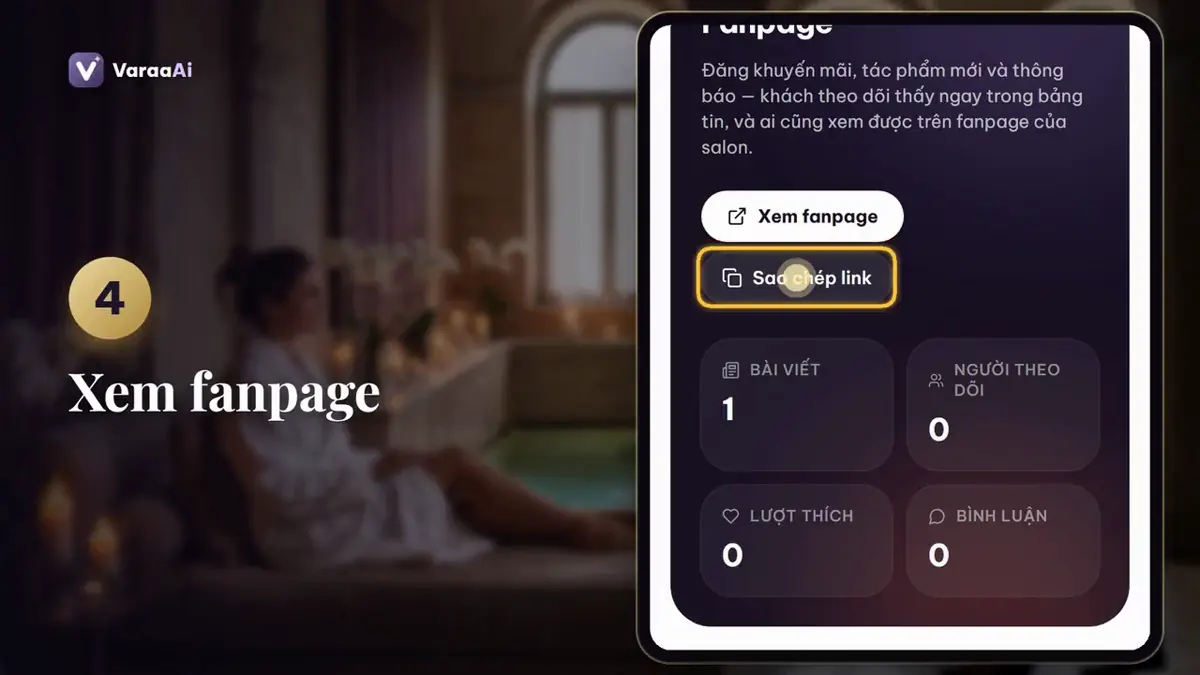 VaraaAi
4
Xem fanpage
Fanpage
Đăng khuyến mãi, tác phẩm mới và thông
báo — khách theo dõi thấy ngay trong bảng
tin, và ai cũng xem được trên fanpage của
salon.
Xem fanpage
Sao chép link
BÀI VIẾT
1
NGƯỜI THEO
DÕI
0
LƯỢT THÍCH
0
BÌNH LUẬN
0